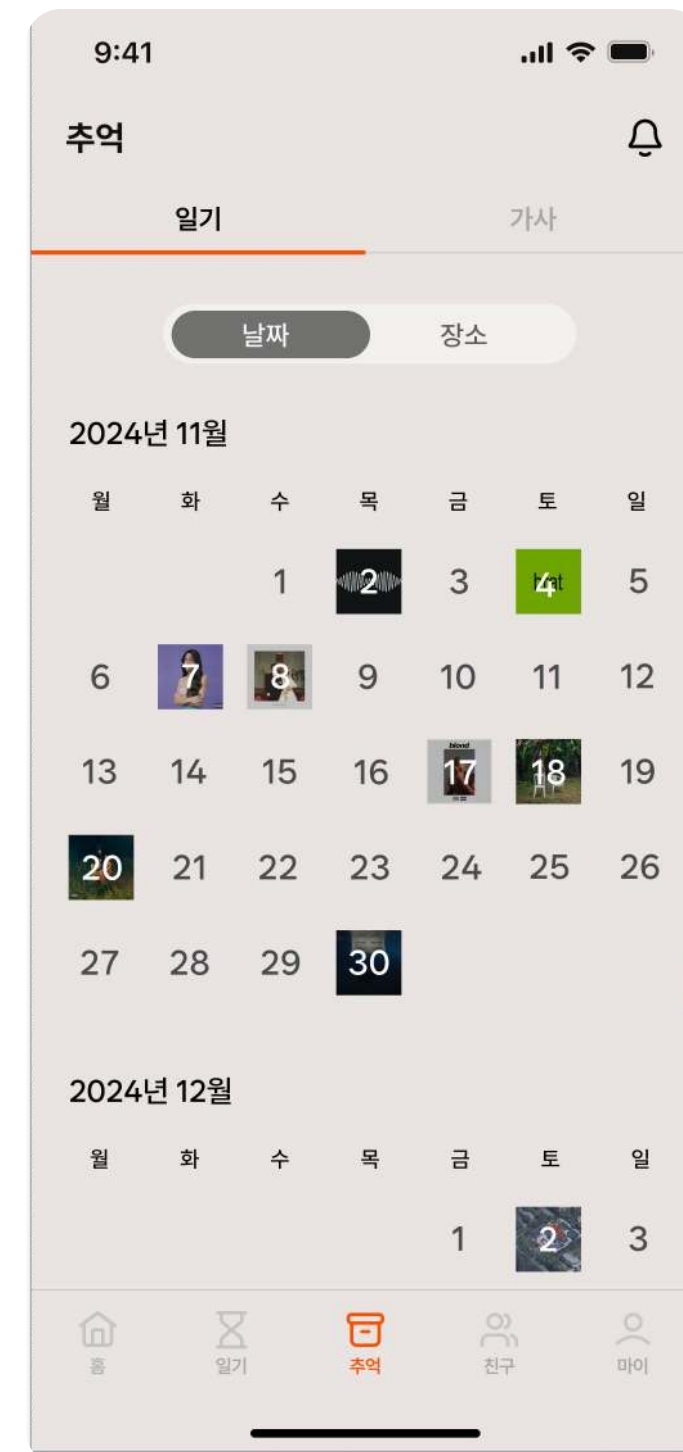 9:41
추억
일기 가사
날짜 장소
2024년 11월
월 화 수 목 금 토 일
1 2 3 4 5
6 7 8 9 10 11 12
13 14 15 16 17 18 19
blond
20 21 22 23 24 25 26
27 28 29 30
2024년 12월
월 화 수 목 금 토 일
1 2 3
홈 일기 추억 친구 마이